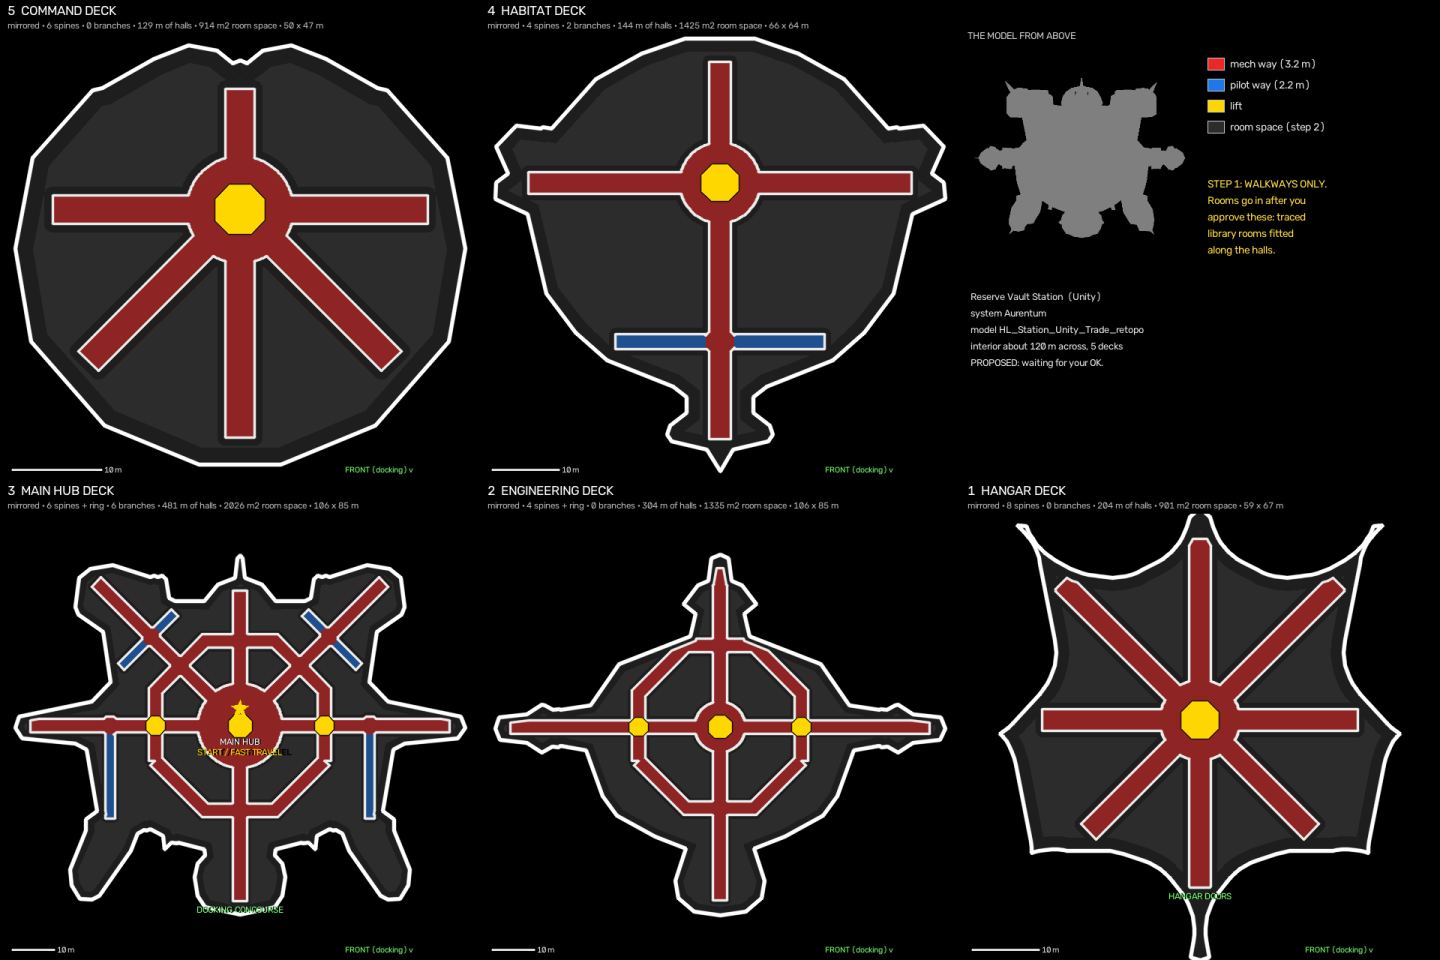 5 COMMAND DECK
mirrored • 6 spines • 0 branches • 129 m of halls • 914 m2 room space • 50 x 47 m
10 m
FRONT (docking) v
4 HABITAT DECK
mirrored • 4 spines • 2 branches • 144 m of halls • 1425 m2 room space • 66 x 64 m
10 m
FRONT (docking) v
THE MODEL FROM ABOVE
mech way (3.2 m)
pilot way (2.2 m)
lift
room space (step 2)
STEP 1: WALKWAYS ONLY.
Rooms go in after you
approve these: traced
library rooms fitted
along the halls.
Reserve Vault Station (Unity)
system Aurentum
model HL_Station_Unity_Trade_retopo
interior about 120 m across, 5 decks
PROPOSED: waiting for your OK.
3 MAIN HUB DECK
mirrored • 6 spines + ring • 6 branches • 481 m of halls • 2026 m2 room space • 106 x 85 m
MAIN HUB
START / FAST TRAVEL
DOCKING CONCOURSE
10 m
FRONT (docking) v
2 ENGINEERING DECK
mirrored • 4 spines + ring • 0 branches • 304 m of halls • 1335 m2 room space • 106 x 85 m
10 m
FRONT (docking) v
1 HANGAR DECK
mirrored • 8 spines • 0 branches • 204 m of halls • 901 m2 room space • 59 x 67 m
HANGAR DOORS
10 m
FRONT (docking) v